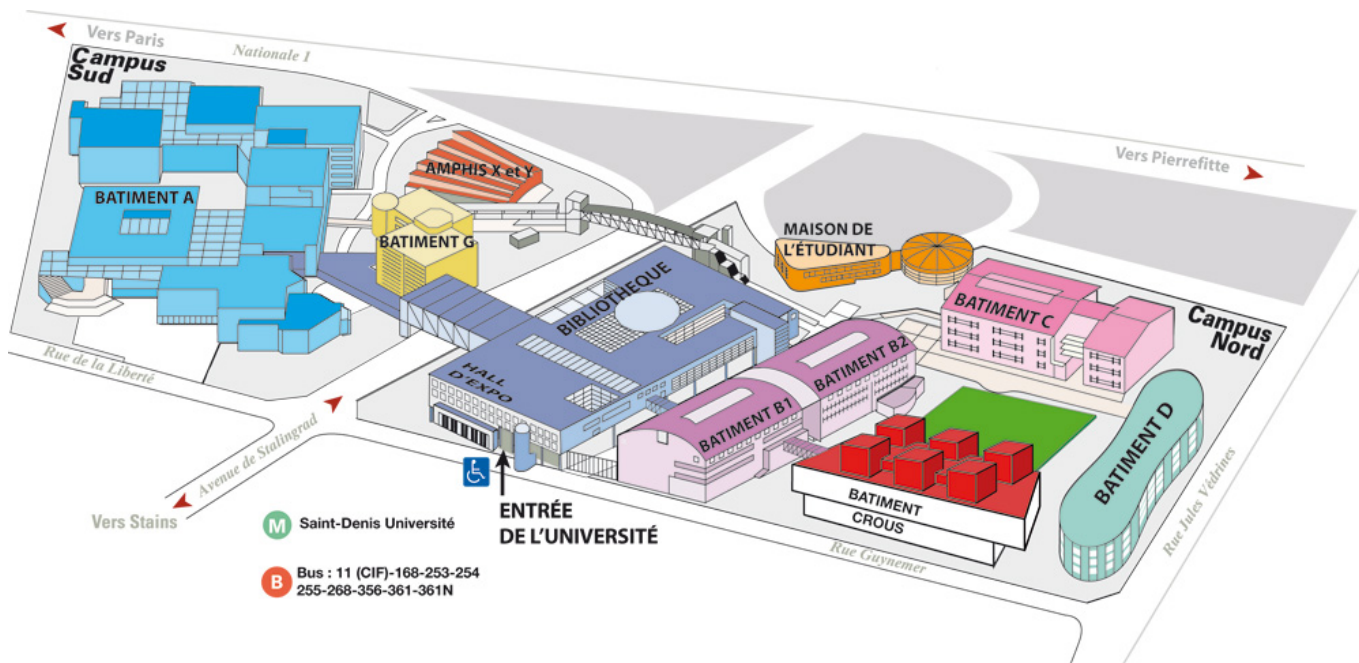 Vers Paris
Nationale 1
Campus
Sud
Vers Pierrefitte
AMPHIS X et Y
BATIMENT A
BATIMENT G
MAISON DE
L'ÉTUDIANT
BIBLIOTHEQUE
BATIMENT C
Campus
Nord
HALL
D'EXPO
BATIMENT B2
BATIMENT B1
BATIMENT D
Rue de la Liberté
Avenue de Stalingrad
Vers Stains
BATIMENT
CROUS
Rue Jules Védrines
ENTRÉE
DE L'UNIVERSITÉ
Rue Guynemer
M Saint-Denis Université
B Bus : 11 (CIF)-168-253-254
255-268-356-361-361N